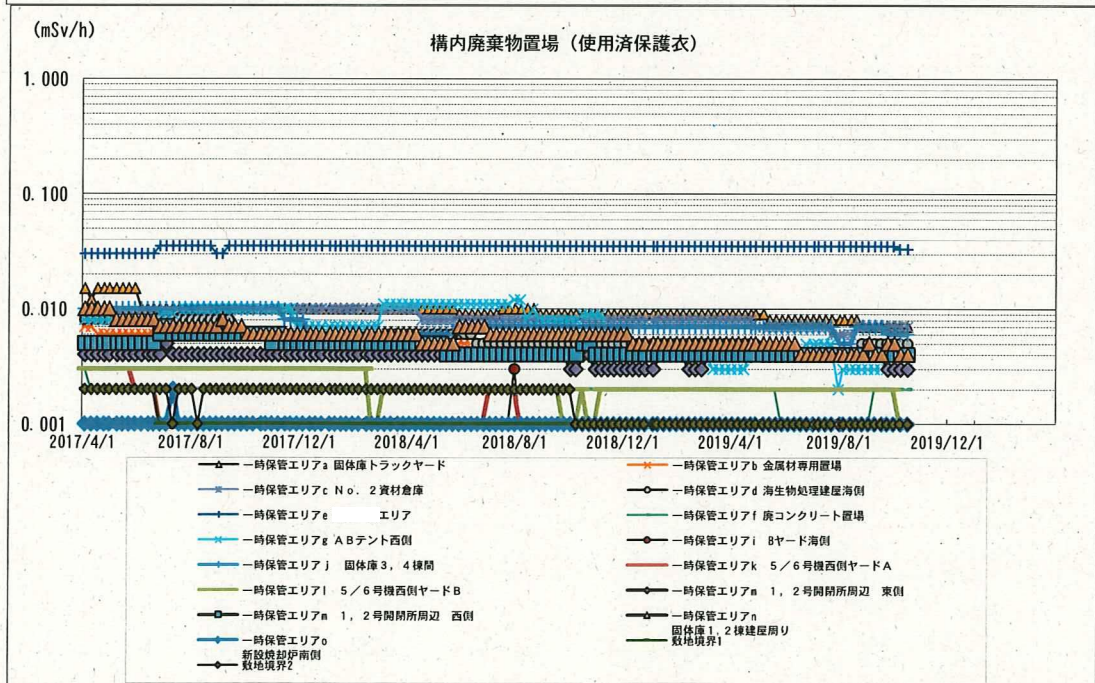 (mSv/h)
構内廃棄物置場（使用済保護衣）
1.000
0.100
0.010
0.001
2017/4/1 2017/8/1 2017/12/1 2018/4/1 2018/8/1 2018/12/1 2019/4/1 2019/8/1 2019/12/1
一時保管エリアa 固体庫トラックヤード
一時保管エリアb 金属材専用置場
一時保管エリアc No．2資材倉庫
一時保管エリアd 海生物処理建屋海側
一時保管エリアe エリア
一時保管エリアf 廃コンクリート置場
一時保管エリアg ABテント西側
一時保管エリアi Bヤード海側
一時保管エリアj 固体庫3，4棟間
一時保管エリアk 5／6号機西側ヤードA
一時保管エリアl 5／6号機西側ヤードB
一時保管エリアm 1，2号開閉所周辺 東側
一時保管エリアm 1，2号開閉所周辺 西側
一時保管エリアn
固体庫1，2棟建屋周り
一時保管エリアo
敷地境界1
新設焼却炉南側
敷地境界2